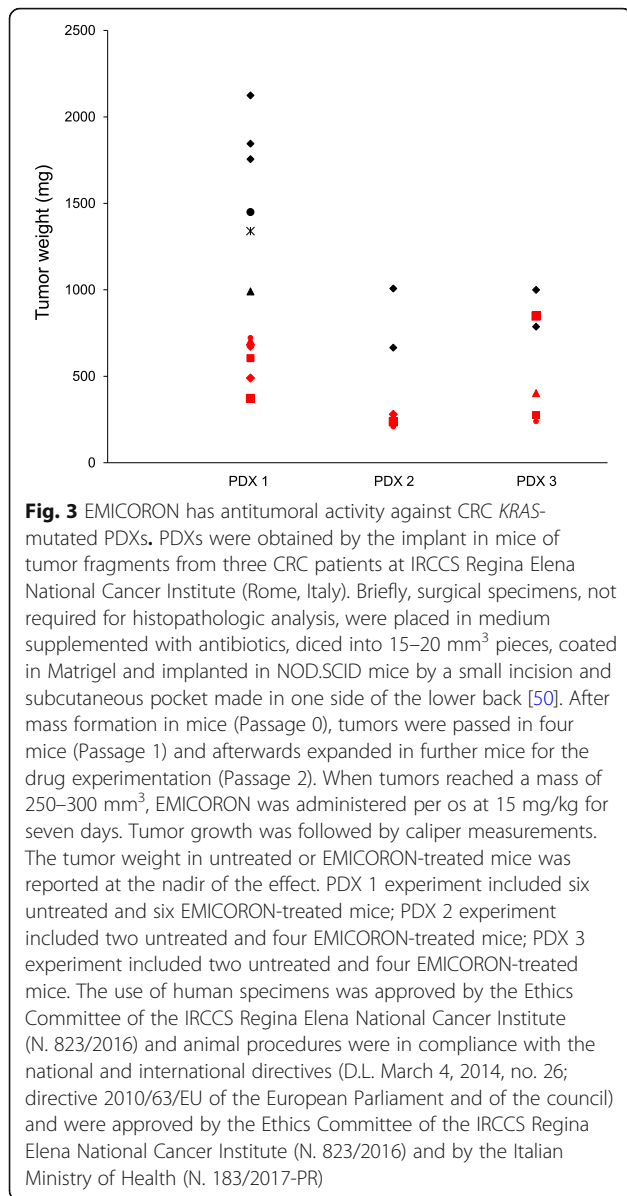 2500
2000
1500
1000
500
0
Tumor weight (mg)
PDX 1 PDX 2 PDX 3
Fig. 3 EMICORON has antitumoral activity against CRC KRAS-
mutated PDXs. PDXs were obtained by the implant in mice of
tumor fragments from three CRC patients at IRCCS Regina Elena
National Cancer Institute (Rome, Italy). Briefly, surgical specimens, not
required for histopathologic analysis, were placed in medium
supplemented with antibiotics, diced into 15–20 mm³ pieces, coated
in Matrigel and implanted in NOD.SCID mice by a small incision and
subcutaneous pocket made in one side of the lower back [50]. After
mass formation in mice (Passage 0), tumors were passed in four
mice (Passage 1) and afterwards expanded in further mice for the
drug experimentation (Passage 2). When tumors reached a mass of
250–300 mm³, EMICORON was administered per os at 15 mg/kg for
seven days. Tumor growth was followed by caliper measurements.
The tumor weight in untreated or EMICORON-treated mice was
reported at the nadir of the effect. PDX 1 experiment included six
untreated and six EMICORON-treated mice; PDX 2 experiment
included two untreated and four EMICORON-treated mice; PDX 3
experiment included two untreated and four EMICORON-treated
mice. The use of human specimens was approved by the Ethics
Committee of the IRCCS Regina Elena National Cancer Institute
(N. 823/2016) and animal procedures were in compliance with the
national and international directives (D.L. March 4, 2014, no. 26;
directive 2010/63/EU of the European Parliament and of the council)
and were approved by the Ethics Committee of the IRCCS Regina
Elena National Cancer Institute (N. 823/2016) and by the Italian
Ministry of Health (N. 183/2017-PR)